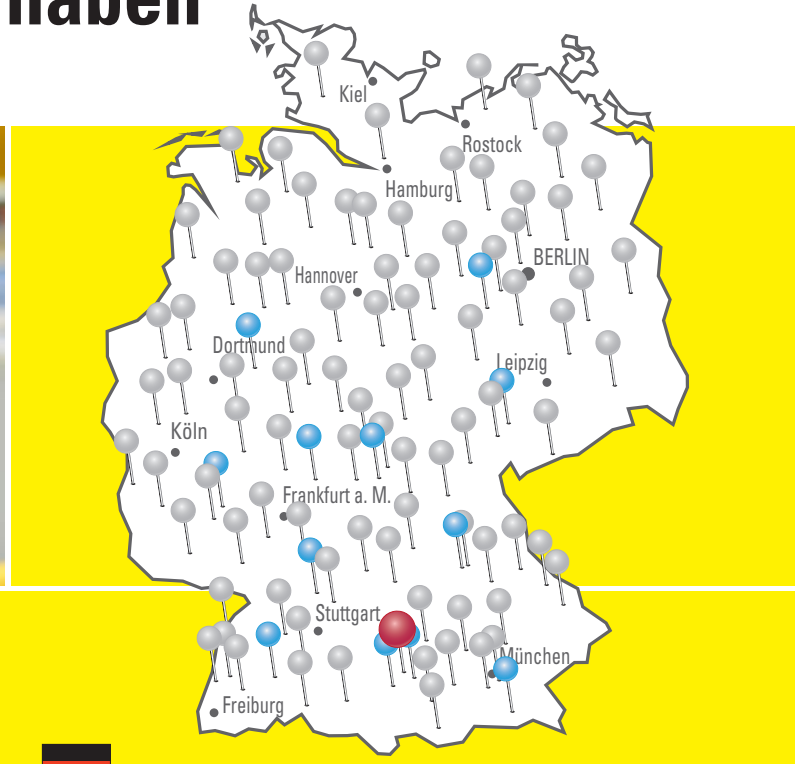 haben
Kiel
Rostock
Hamburg
BERLIN
Hannover
Dortmund
Leipzig
Köln
Frankfurt a. M.
Stuttgart
München
Freiburg